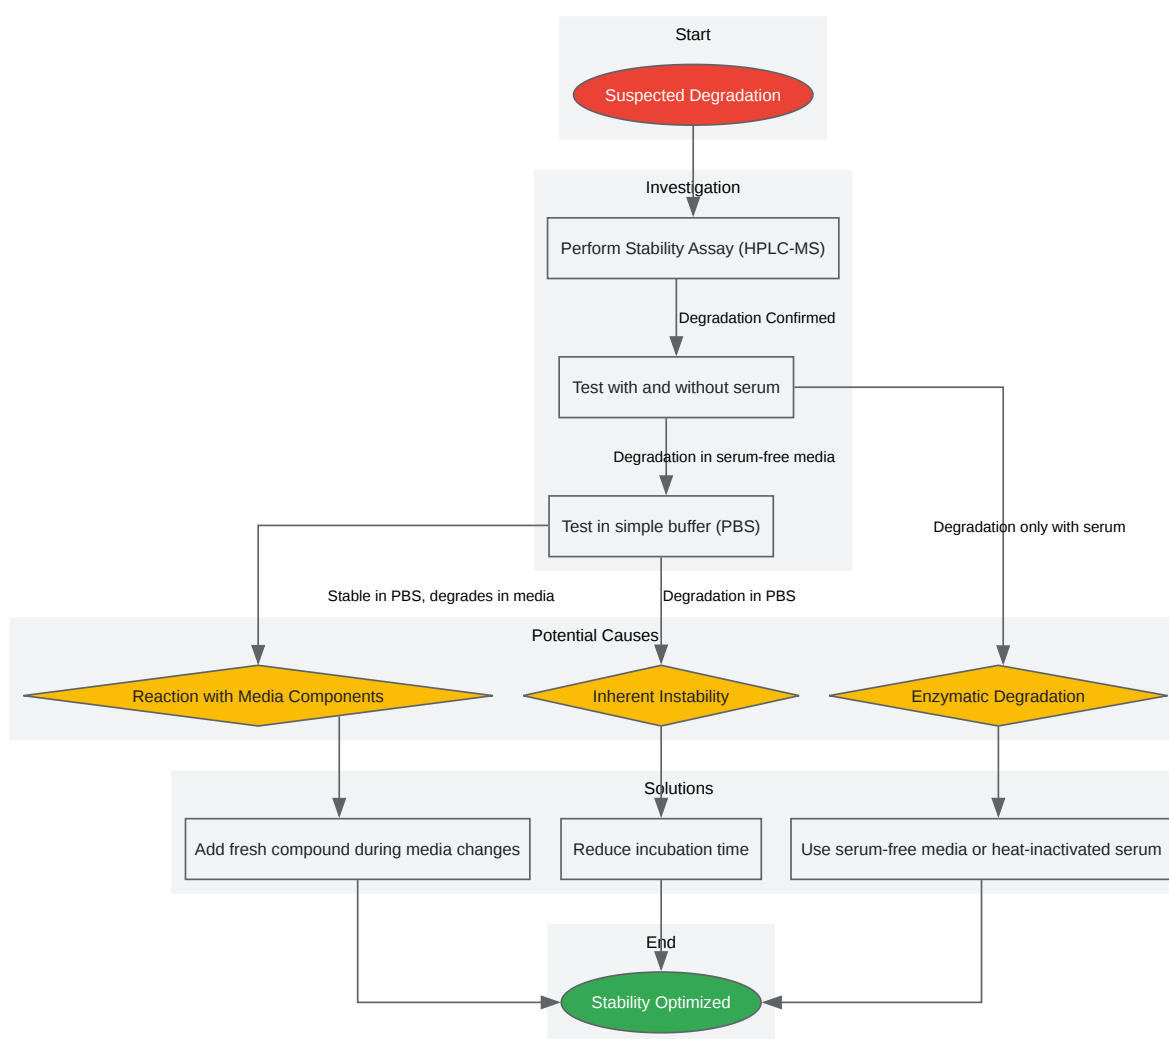 Start
Suspected Degradation
Investigation
Perform Stability Assay (HPLC-MS)
Degradation Confirmed
Test with and without serum
Degradation in serum-free media
Test in simple buffer (PBS)
Degradation only with serum
Stable in PBS, degrades in media
Degradation in PBS
Potential Causes
Reaction with Media Components
Inherent Instability
Enzymatic Degradation
Solutions
Add fresh compound during media changes
Reduce incubation time
Use serum-free media or heat-inactivated serum
End
Stability Optimized